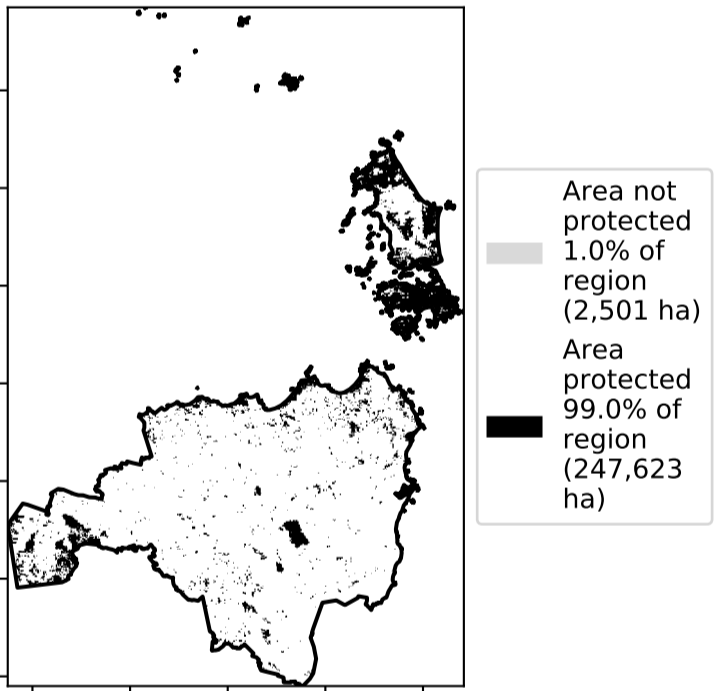 Area not
protected
1.0% of
region
(2,501 ha)
Area
protected
99.0% of
region
(247,623
ha)